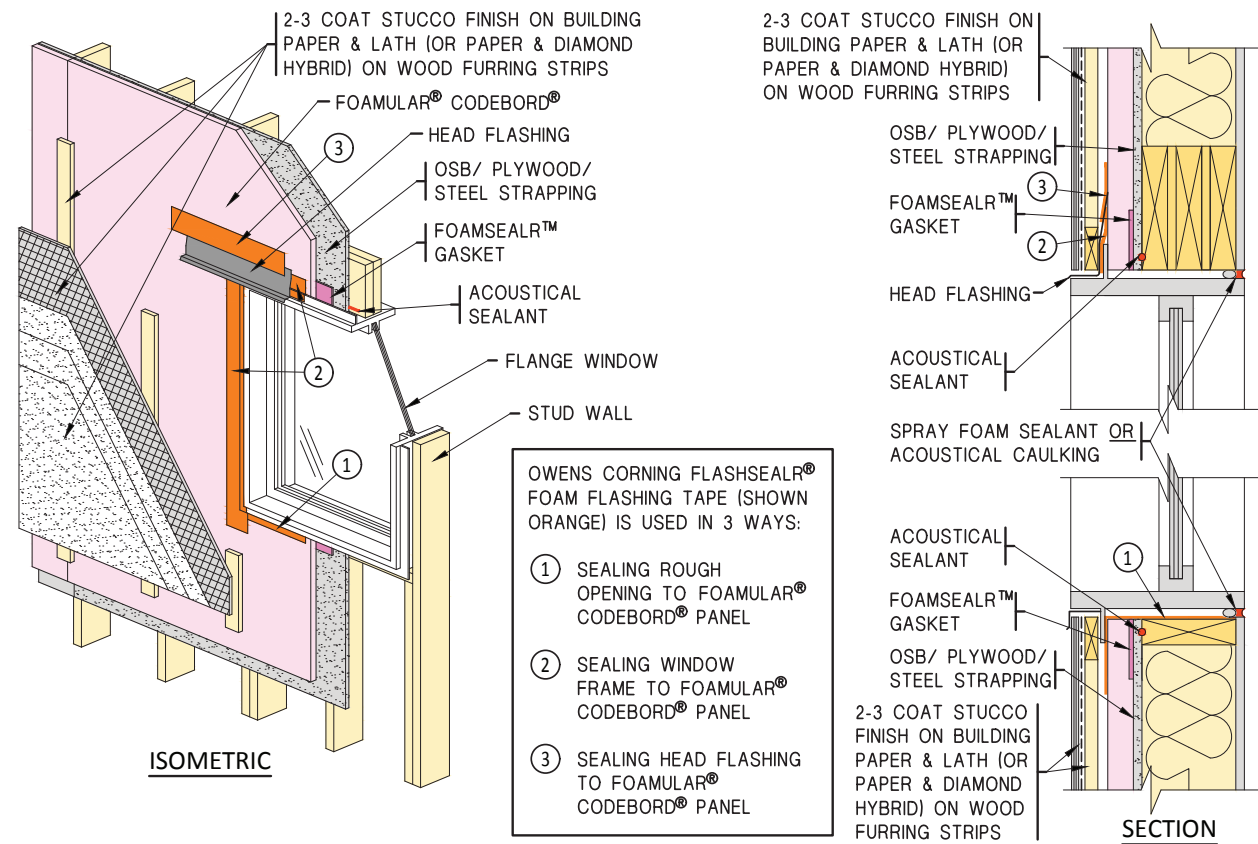 2-3 COAT STUCCO FINISH ON BUILDING
PAPER & LATH (OR PAPER & DIAMOND
HYBRID) ON WOOD FURRING STRIPS
FOAMULAR® CODEBORD®
3
HEAD FLASHING
OSB/ PLYWOOD/
STEEL STRAPPING
FOAMSEALR™
GASKET
ACOUSTICAL
SEALANT
2
FLANGE WINDOW
STUD WALL
1
ISOMETRIC
OWENS CORNING FLASHSEALR®
FOAM FLASHING TAPE (SHOWN
ORANGE) IS USED IN 3 WAYS:
1 SEALING ROUGH
OPENING TO FOAMULAR®
CODEBORD® PANEL
2 SEALING WINDOW
FRAME TO FOAMULAR®
CODEBORD® PANEL
3 SEALING HEAD FLASHING
TO FOAMULAR®
CODEBORD® PANEL
2-3 COAT STUCCO FINISH ON
BUILDING PAPER & LATH (OR
PAPER & DIAMOND HYBRID)
ON WOOD FURRING STRIPS
OSB/ PLYWOOD/
STEEL STRAPPING
3
FOAMSEALR™
GASKET
2
HEAD FLASHING
ACOUSTICAL
SEALANT
SPRAY FOAM SEALANT OR
ACOUSTICAL CAULKING
ACOUSTICAL
SEALANT
1
FOAMSEALR™
GASKET
OSB/ PLYWOOD/
STEEL STRAPPING
2-3 COAT STUCCO
FINISH ON BUILDING
PAPER & LATH (OR
PAPER & DIAMOND
HYBRID) ON WOOD
FURRING STRIPS
SECTION